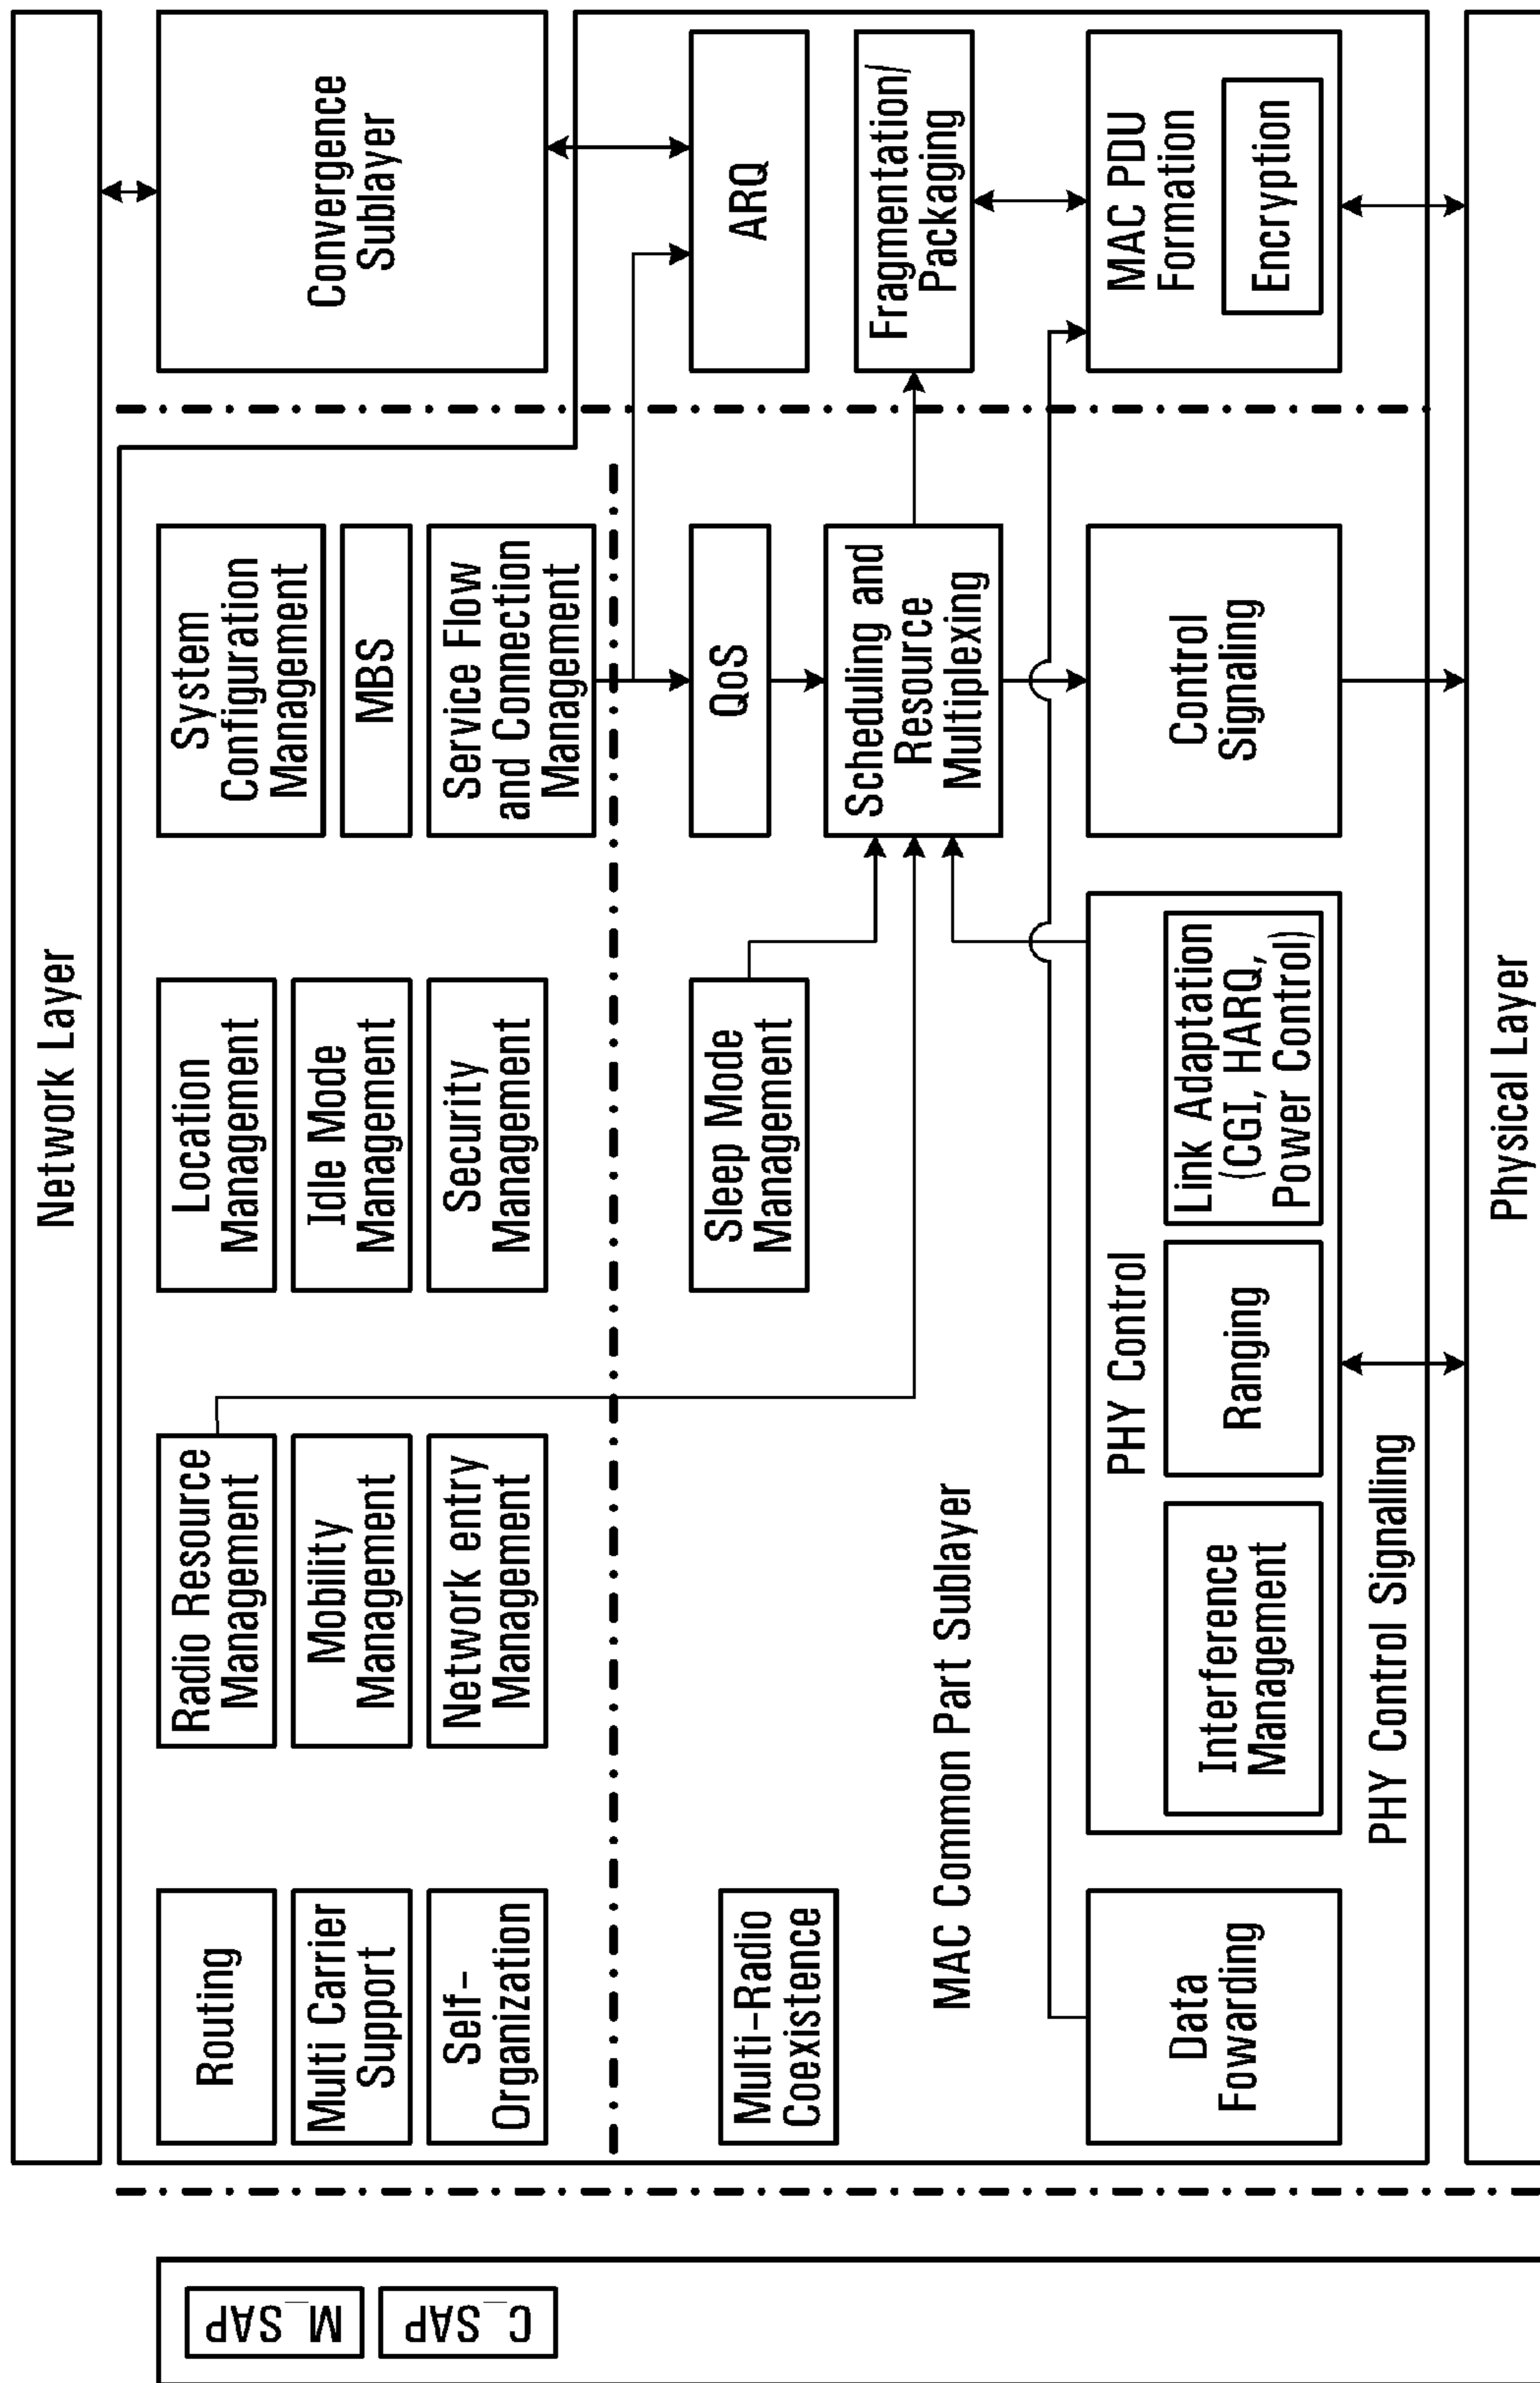 Network Layer
Routing
Multi Carrier
Support
Self-
Organization
Radio Resource
Management
Mobility
Management
Network entry
Management
Location
Management
Idle Mode
Management
Security
Management
System
Configuration
Management
MBS
Service Flow
and Connection
Management
Convergence
Sublayer
Multi-Radio
Coexistence
Sleep Mode
Management
QoS
ARQ
MAC Common Part Sublayer
Scheduling and
Resource
Multiplexing
Fragmentation/
Packaging
Data
Fowarding
PHY Control
Interference
Management
Ranging
Link Adaptation
(CGI, HARQ,
Power Control)
Control
Signaling
MAC PDU
Formation
Encryption
PHY Control Signalling
Physical Layer
M_SAP
C_SAP